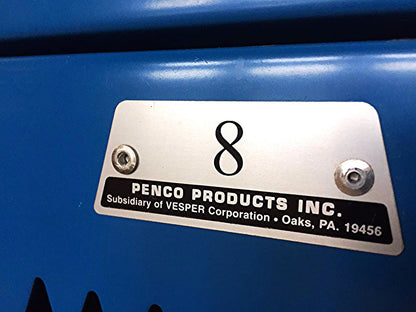 8
PENCO PRODUCTS INC.
Subsidiary of VESPER Corporation • Oaks, PA. 19456